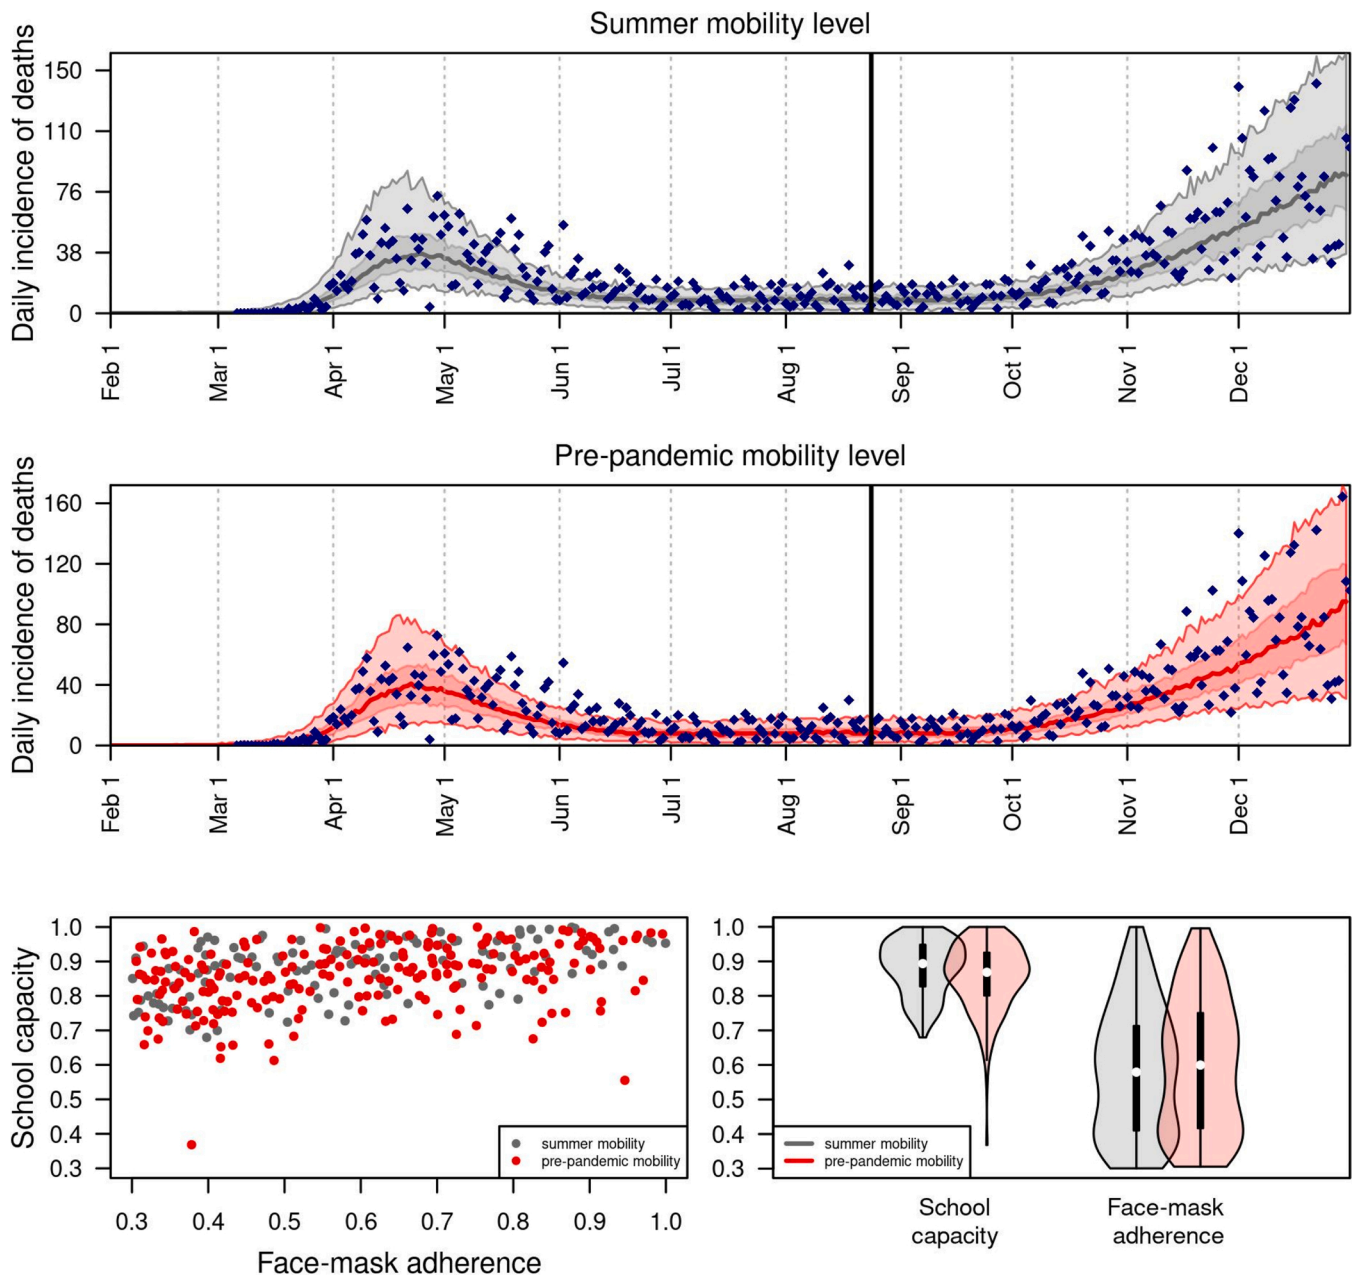 Summer mobility level
Daily incidence of deaths
150
110
76
38
0
Feb 1
Mar 1
Apr 1
May 1
Jun 1
Jul 1
Aug 1
Sep 1
Oct 1
Nov 1
Dec 1
Pre-pandemic mobility level
Daily incidence of deaths
160
120
80
40
0
Feb 1
Mar 1
Apr 1
May 1
Jun 1
Jul 1
Aug 1
Sep 1
Oct 1
Nov 1
Dec 1
School capacity
1.0
0.9
0.8
0.7
0.6
0.5
0.4
0.3
summer mobility
pre-pandemic mobility
0.3 0.4 0.5 0.6 0.7 0.8 0.9 1.0
Face-mask adherence
1.0
0.9
0.8
0.7
0.6
0.5
0.4
0.3
summer mobility
pre-pandemic mobility
School
capacity
Face-mask
adherence